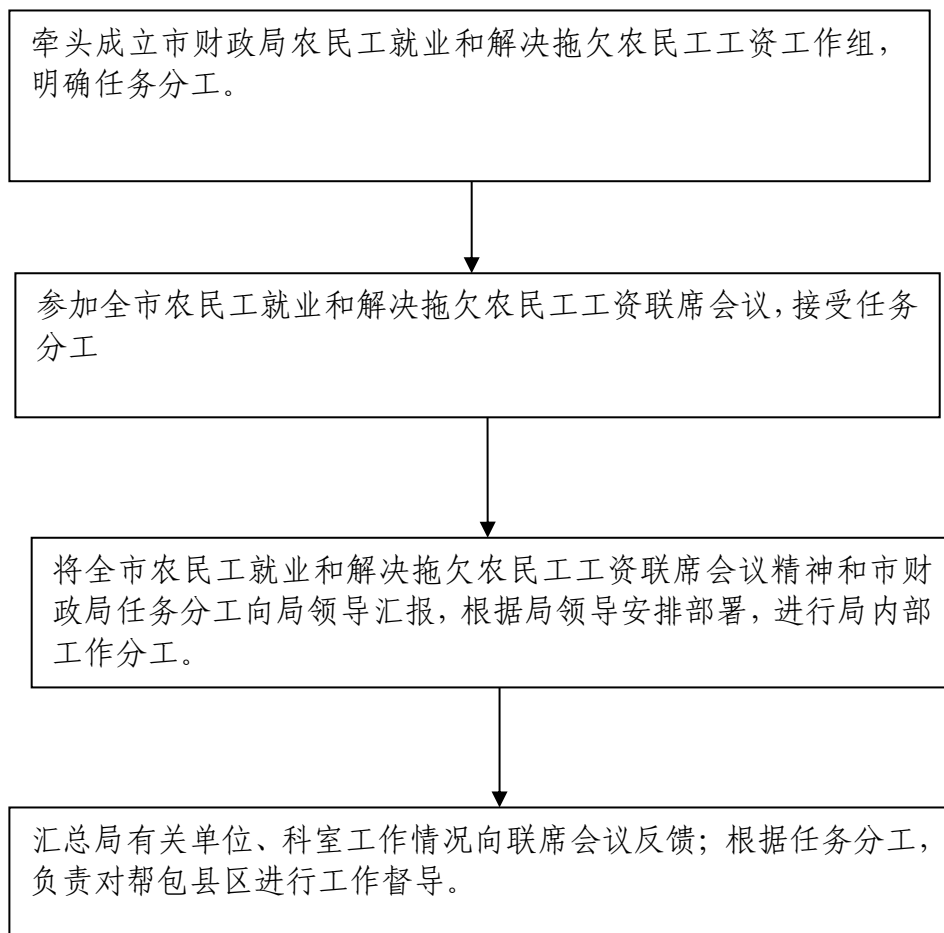 牵头成立市财政局农民工就业和解决拖欠农民工工资工作组，
明确任务分工。
参加全市农民工就业和解决拖欠农民工工资联席会议，接受任务
分工
将全市农民工就业和解决拖欠农民工工资联席会议精神和市财
政局任务分工向局领导汇报，根据局领导安排部署，进行局内部
工作分工。
汇总局有关单位、科室工作情况向联席会议反馈；根据任务分工，
负责对帮包县区进行工作督导。